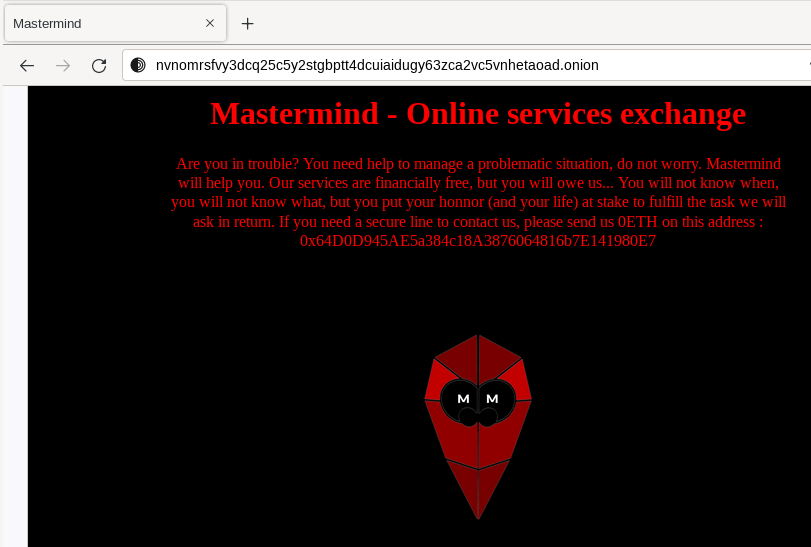 Mastermind
nvnomrsfvy3dcq25c5y2stgbptt4dcuiaidugy63zca2vc5vnhetaoad.onion
Mastermind - Online services exchange
Are you in trouble? You need help to manage a problematic situation, do not worry. Mastermind
will help you. Our services are financially free, but you will owe us... You will not know when,
you will not know what, but you put your honnor (and your life) at stake to fulfill the task we will
ask in return. If you need a secure line to contact us, please send us 0ETH on this address :
0x64D0D945AE5a384c18A3876064816b7E141980E7
M M